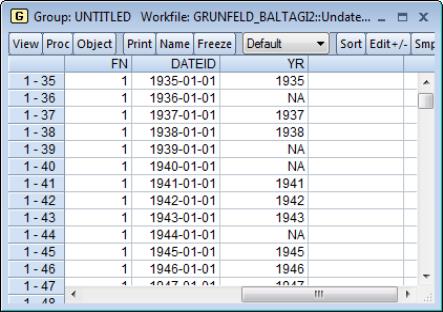 G Group: UNTITLED Workfile: GRUNFELD_BALTAGI2::Undate...
View Proc Object Print Name Freeze Default Sort Edit+/- Smp
FN DATEID YR
1 - 35 1 1935-01-01 1935
1 - 36 1 1936-01-01 NA
1 - 37 1 1937-01-01 1937
1 - 38 1 1938-01-01 1938
1 - 39 1 1939-01-01 NA
1 - 40 1 1940-01-01 NA
1 - 41 1 1941-01-01 1941
1 - 42 1 1942-01-01 1942
1 - 43 1 1943-01-01 1943
1 - 44 1 1944-01-01 NA
1 - 45 1 1945-01-01 1945
1 - 46 1 1946-01-01 1946
1 - 47 1 1947-01-01 1947
1 - 48